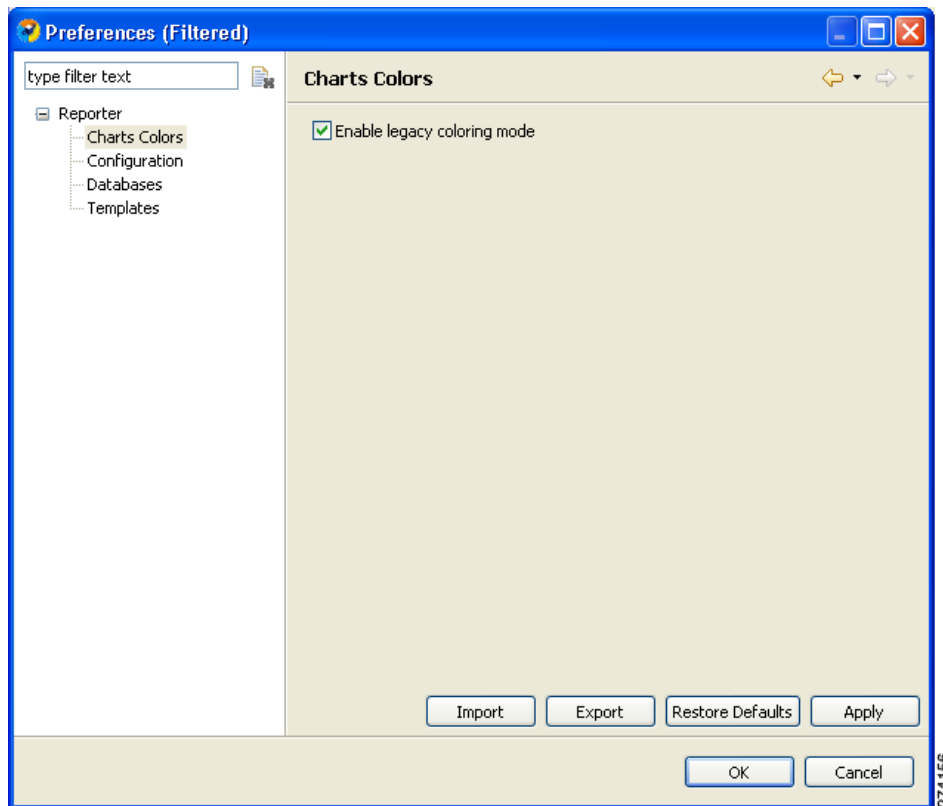 Preferences (Filtered)
type filter text
Charts Colors
Reporter
Charts Colors
Configuration
Databases
Templates
Enable legacy coloring mode
Import
Export
Restore Defaults
Apply
OK
Cancel